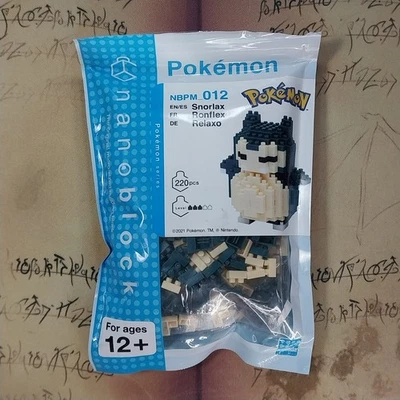 Pokémon
NBPM_012
EN/ES Snorlax
FR Ronflex
DE Relaxo
POKÉMON
220pcs
Level
©2021 Pokémon. TM, ® Nintendo.
nanoblock
Pokémon series
For ages
12+